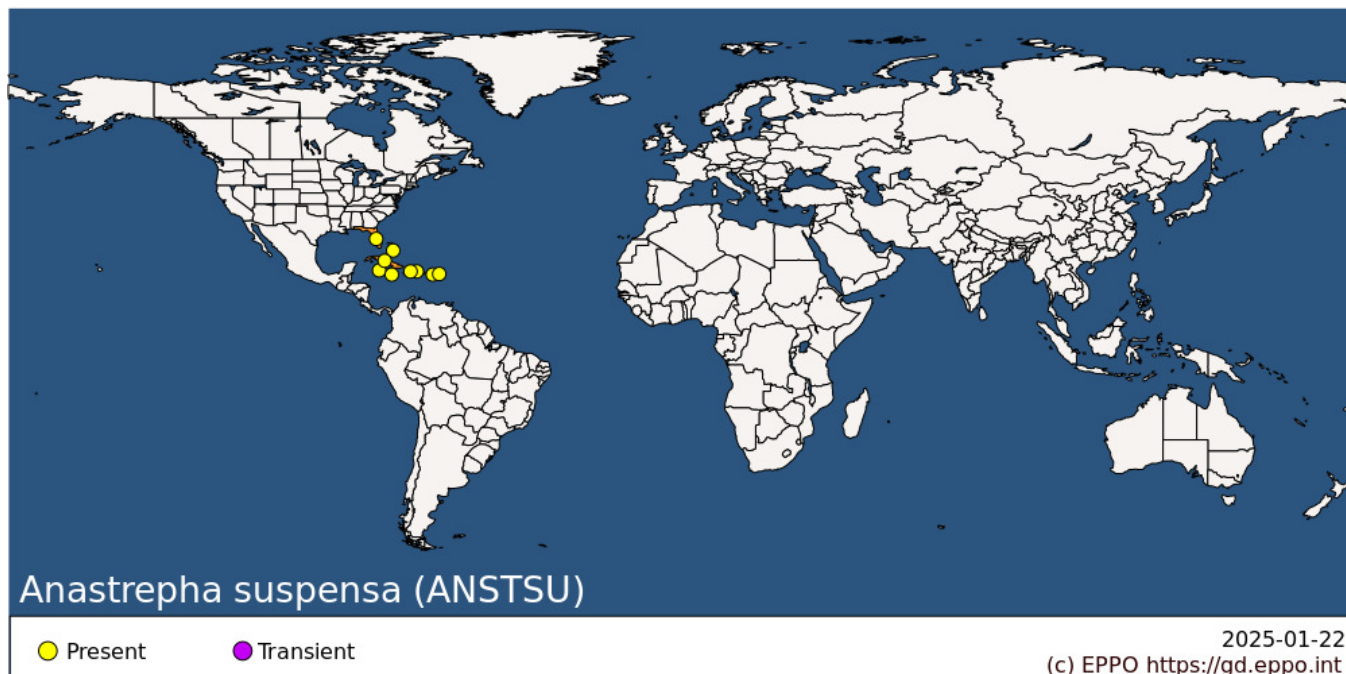 Anastrepha suspensa (ANSTSU)
Present
Transient
2025-01-22
(c) EPPO https://gd.eppo.int